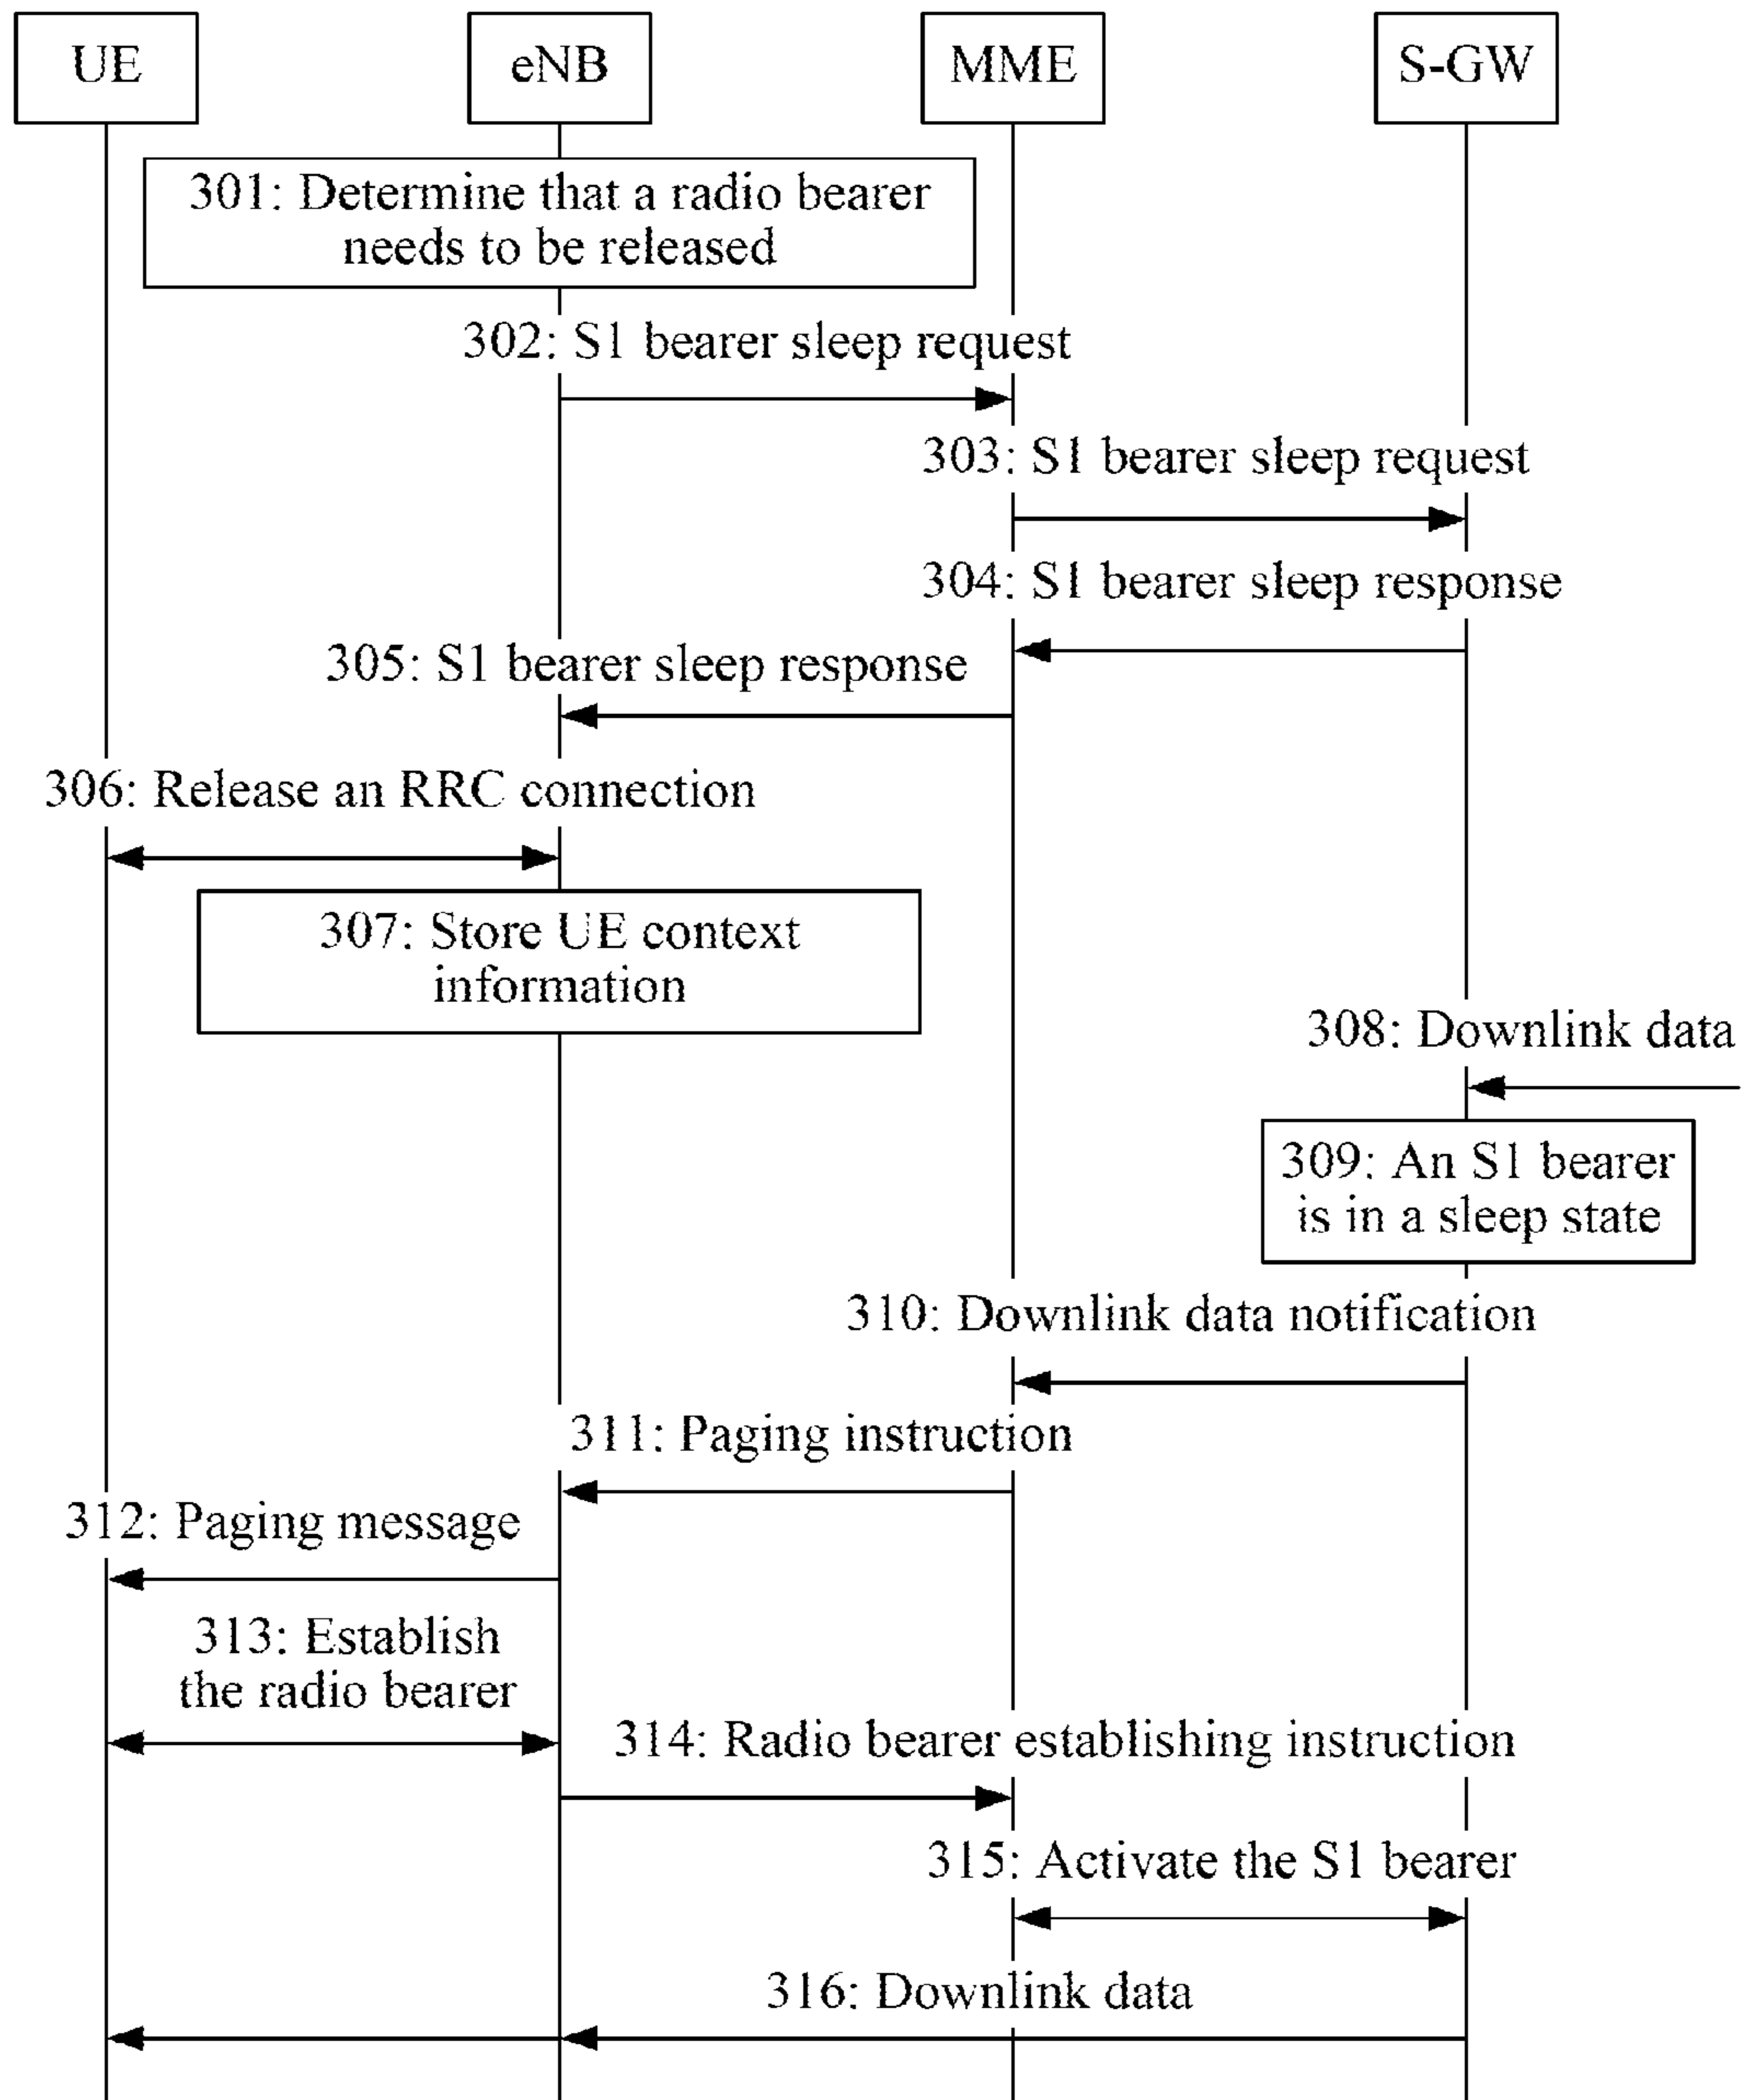 UE eNB MME S-GW
301: Determine that a radio bearer
needs to be released
302: S1 bearer sleep request
303: S1 bearer sleep request
304: S1 bearer sleep response
305: S1 bearer sleep response
306: Release an RRC connection
307: Store UE context
information
308: Downlink data
309: An S1 bearer
is in a sleep state
310: Downlink data notification
311: Paging instruction
312: Paging message
313: Establish
the radio bearer
314: Radio bearer establishing instruction
315: Activate the S1 bearer
316: Downlink data